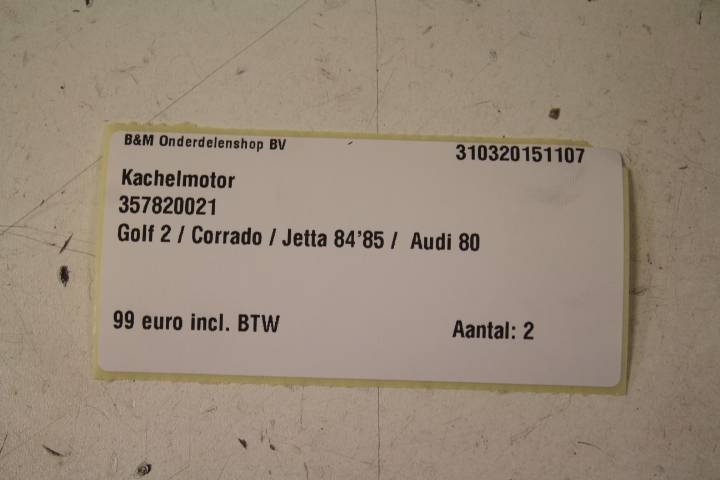 B&M Onderdelenshop BV
310320151107
Kachelmotor
357820021
Golf 2 / Corrado / Jetta 84'85 / Audi 80
99 euro incl. BTW
Aantal: 2